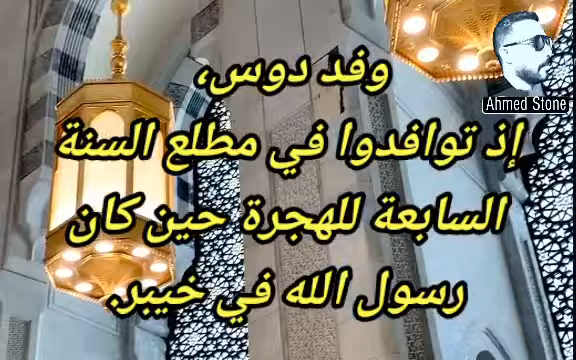 وفد دوس،
إذ توافدوا في مطلع السنة
السابعة للهجرة حين كان
رسول الله في خيبر.
Ahmed Stone